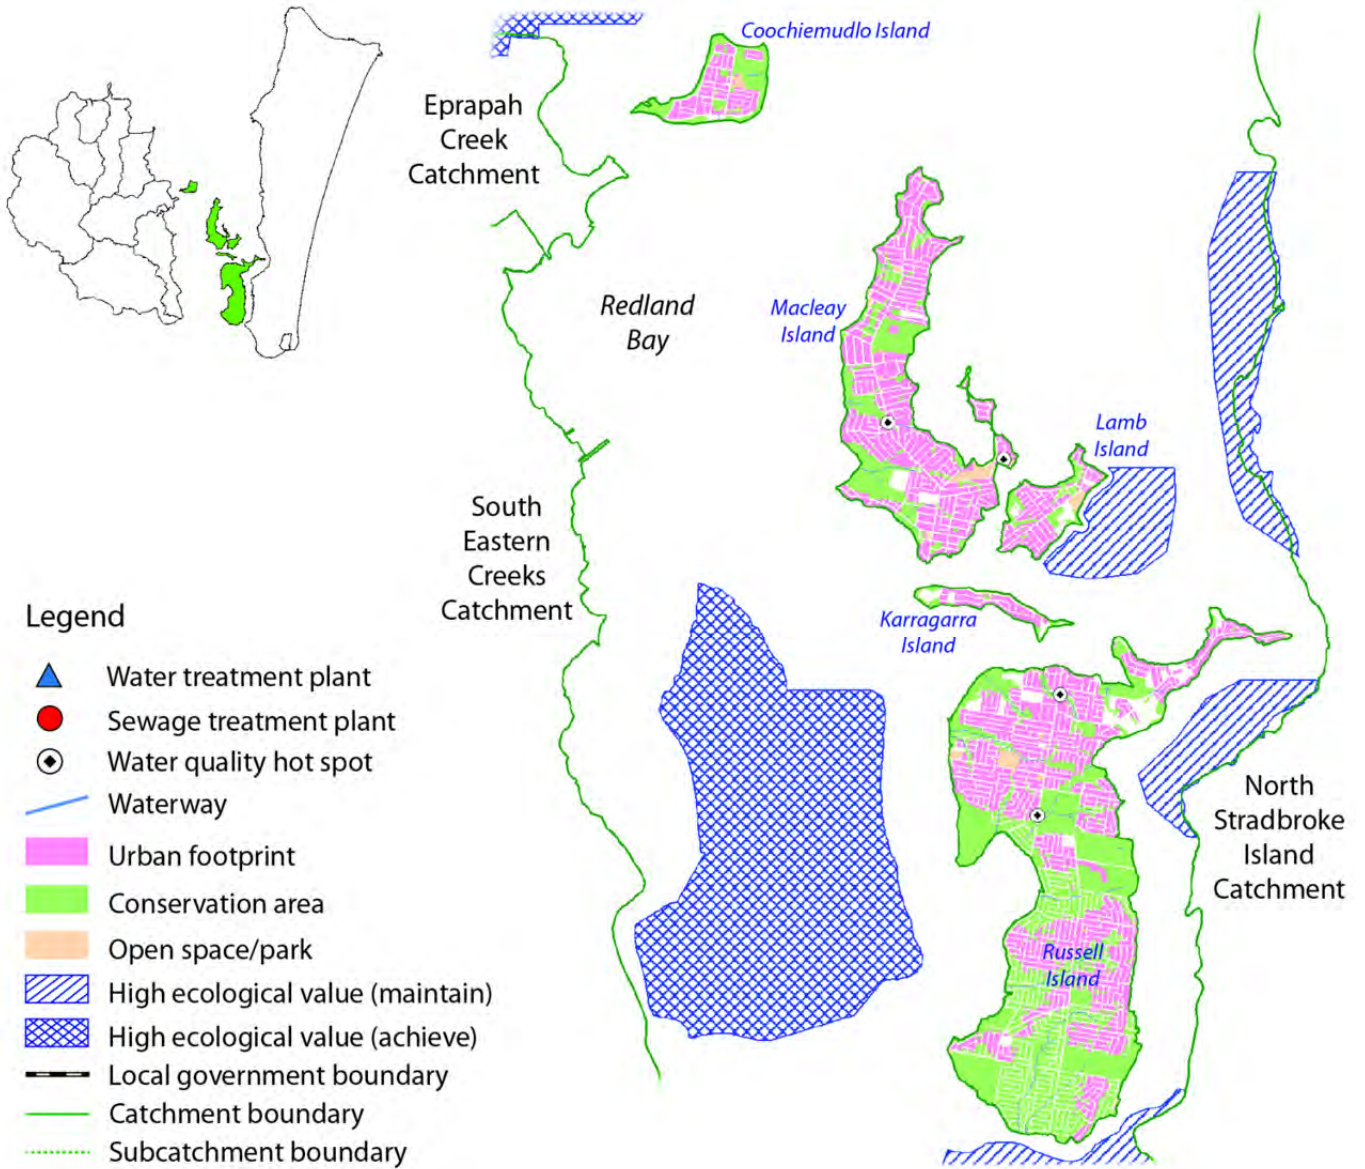 Coochiemudlo Island
Eprapah
Creek
Catchment
Redland
Bay
Macleay
Island
Lamb
Island
South
Eastern
Creeks
Catchment
Karragarra
Island
North
Stradbroke
Island
Catchment
Russell
Island
Legend
Water treatment plant
Sewage treatment plant
Water quality hot spot
Waterway
Urban footprint
Conservation area
Open space/park
High ecological value (maintain)
High ecological value (achieve)
Local government boundary
Catchment boundary
Subcatchment boundary